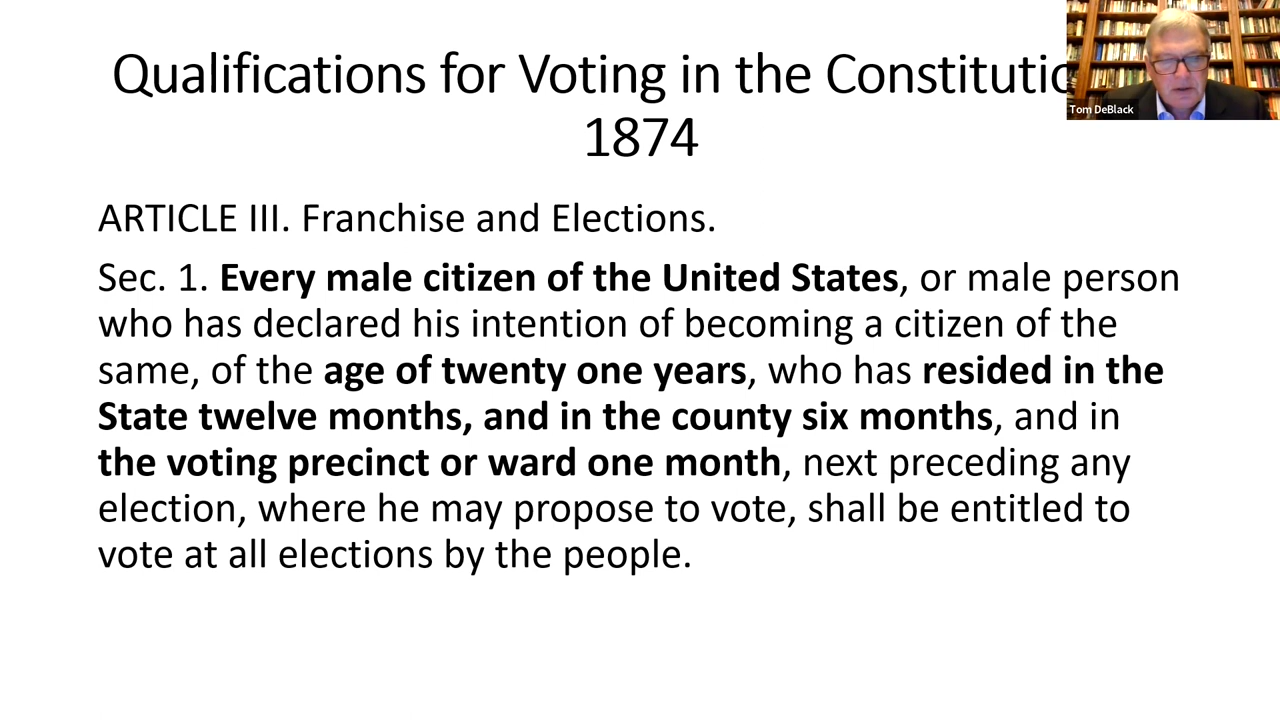 Qualifications for Voting in the
1874
Tom DeBlack
ARTICLE III. Franchise and Elections.
Sec. 1. Every male citizen of the United States, or male person
who has declared his intention of becoming a citizen of the
same, of the age of twenty one years, who has resided in the
State twelve months, and in the county six months, and in
the voting precinct or ward one month, next preceding any
election, where he may propose to vote, shall be entitled to
vote at all elections by the people.